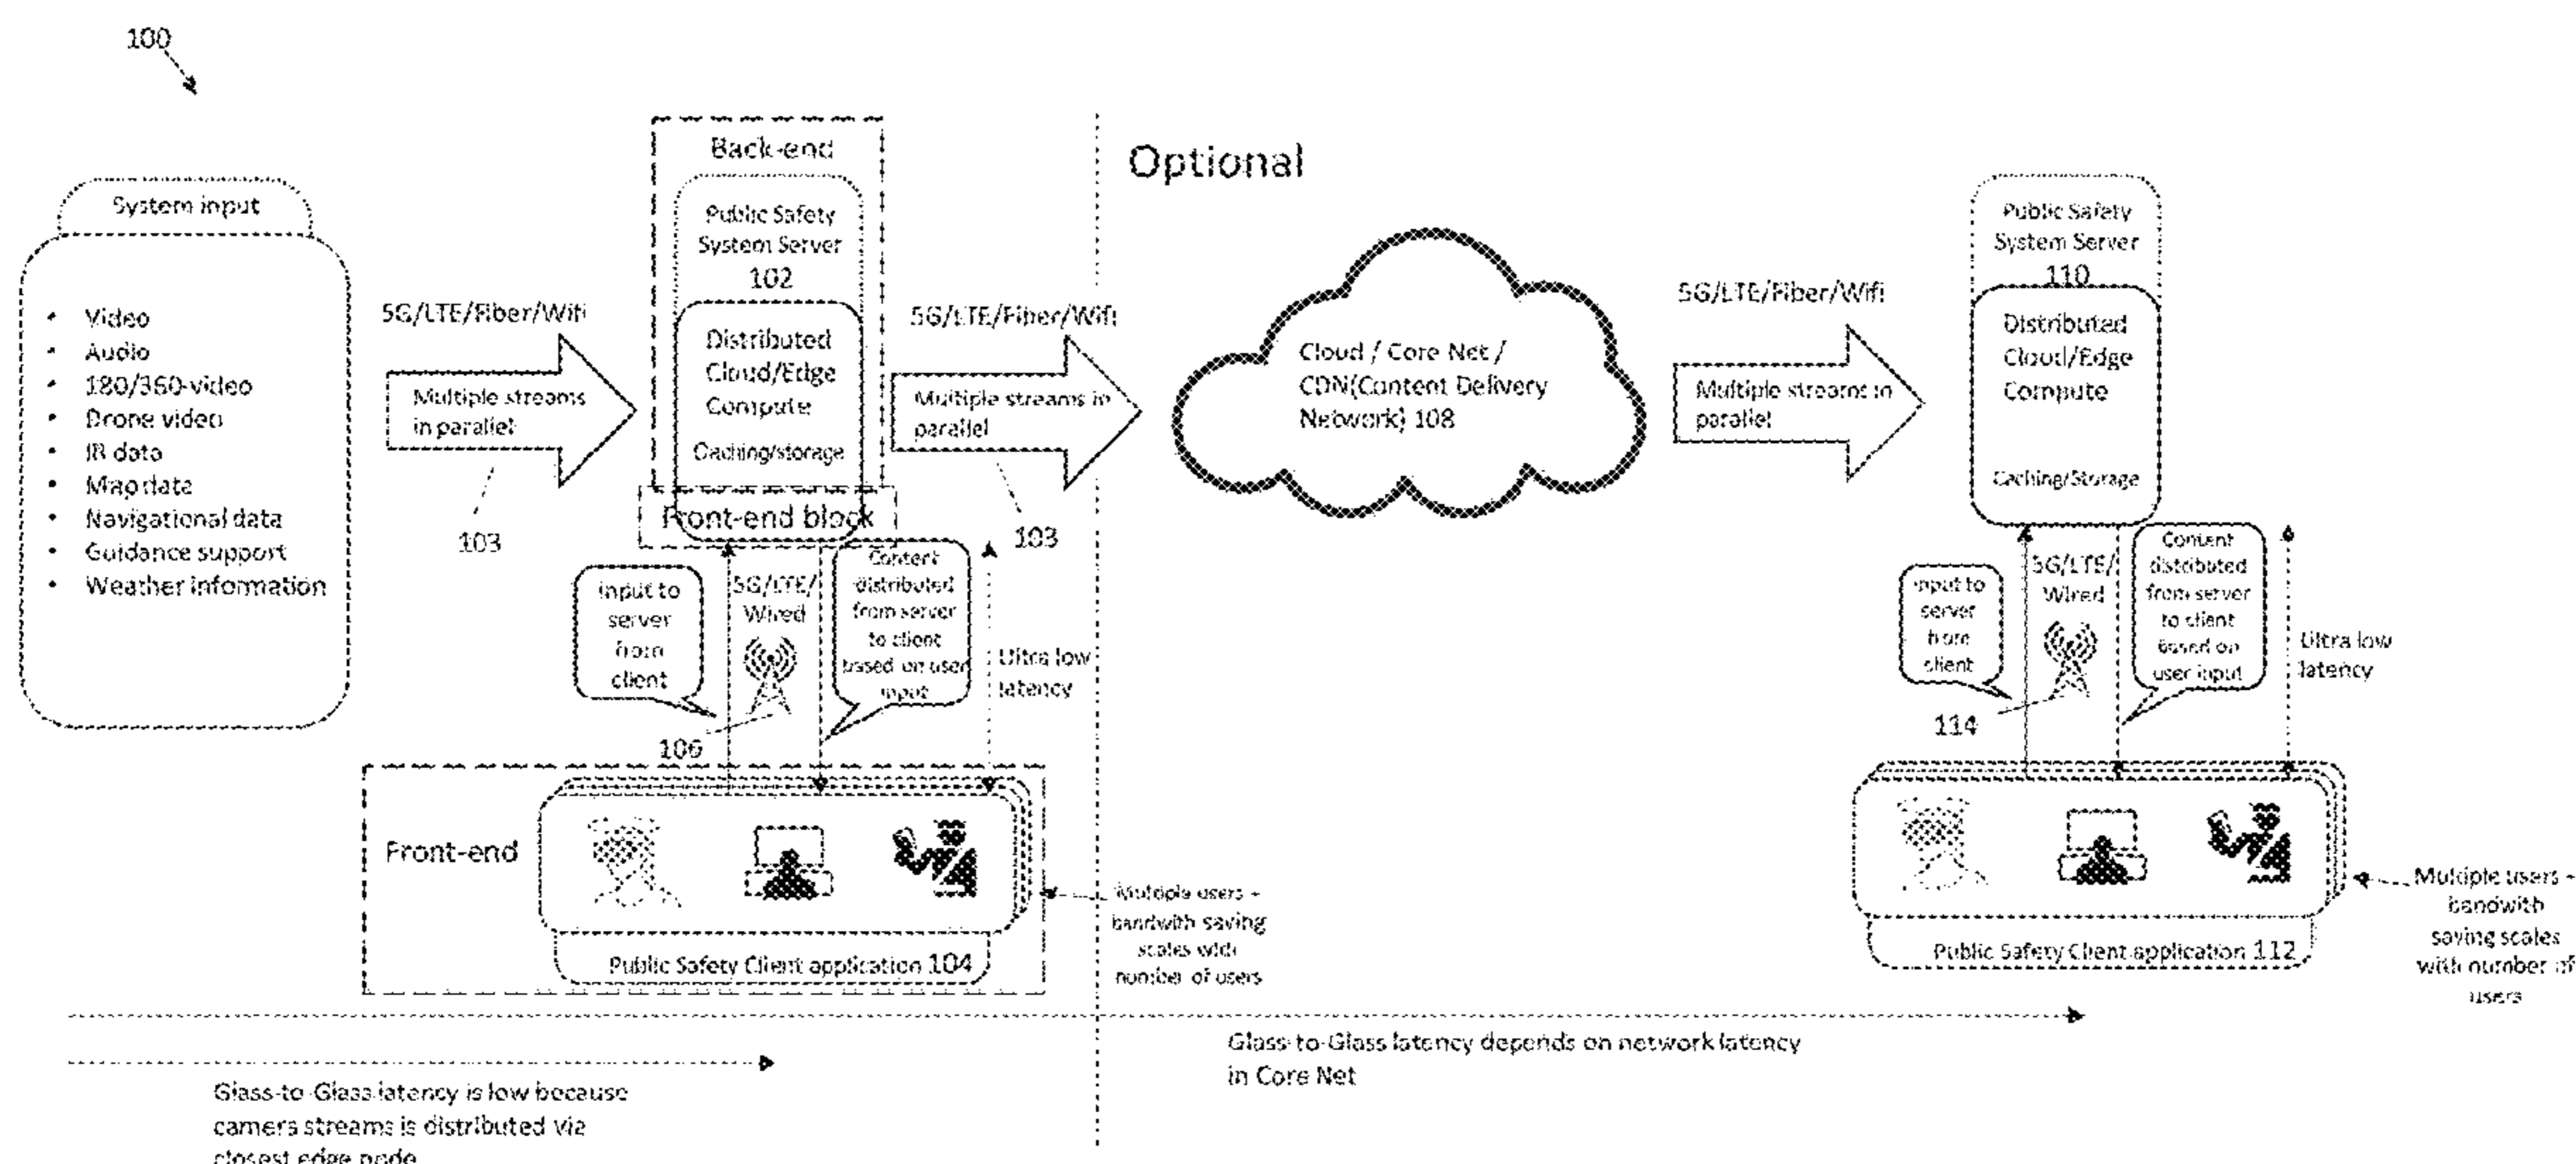 100
System input
• Video
• Audio
• 180/360-video
• Drone video
• IR data
• Map data
• Navigational data
• Guidance support
• Weather information
5G/LTE/Fiber/Wifi
Multiple streams
in parallel
103
Back-end
Public Safety
System Server
102
Distributed
Cloud/Edge
Compute
Caching/storage
Front-end block
5G/LTE/Fiber/Wifi
Multiple streams in
parallel
103
input to
server
from
client
5G/LTE/
Wired
106
Content
distributed
from server
to client
based on user
input
Ultra low
latency
Front-end
Public Safety Client application 104
Multiple users -
bandwith saving
scales with
number of users
Optional
Cloud / Core Net /
CDN(Content Delivery
Network) 108
5G/LTE/Fiber/Wifi
Multiple streams in
parallel
Public Safety
System Server
110
Distributed
Cloud/Edge
Compute
Caching/Storage
input to
server
from
client
5G/LTE/
Wired
114
Content
distributed
from server
to client
based on
user input
Ultra low
latency
Public Safety Client application 112
Multiple users -
bandwith
saving scales
with number of
users
Glass-to-Glass latency depends on network latency
in Core Net
Glass-to-Glass latency is low because
camera streams is distributed via
closest edge node